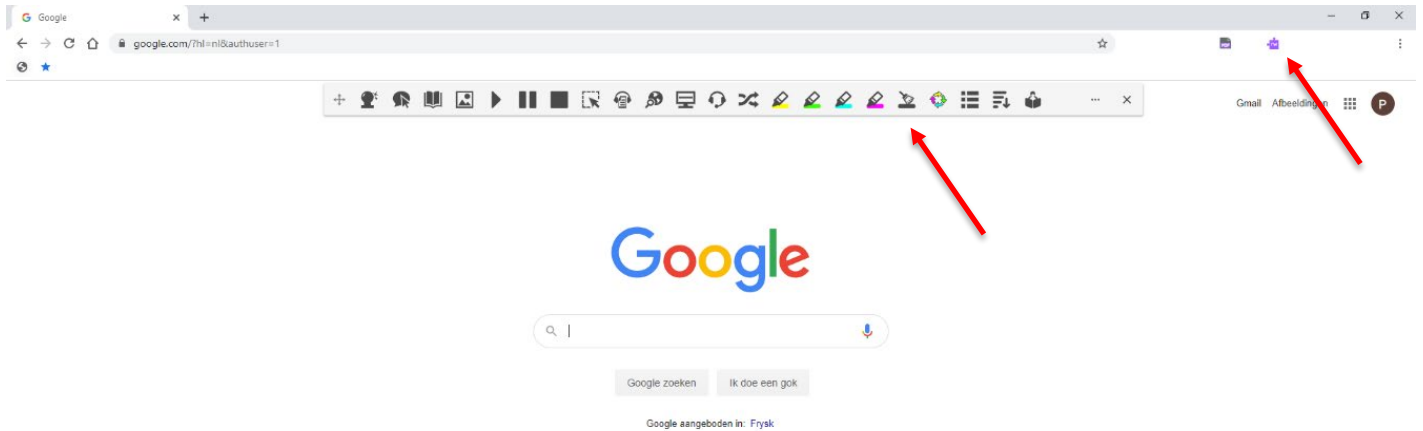 Google
google.com/?hl=nl&authuser=1
Gmail Afbeeldingen P
Google
Google zoeken Ik doe een gok
Google aangeboden in: Frysk